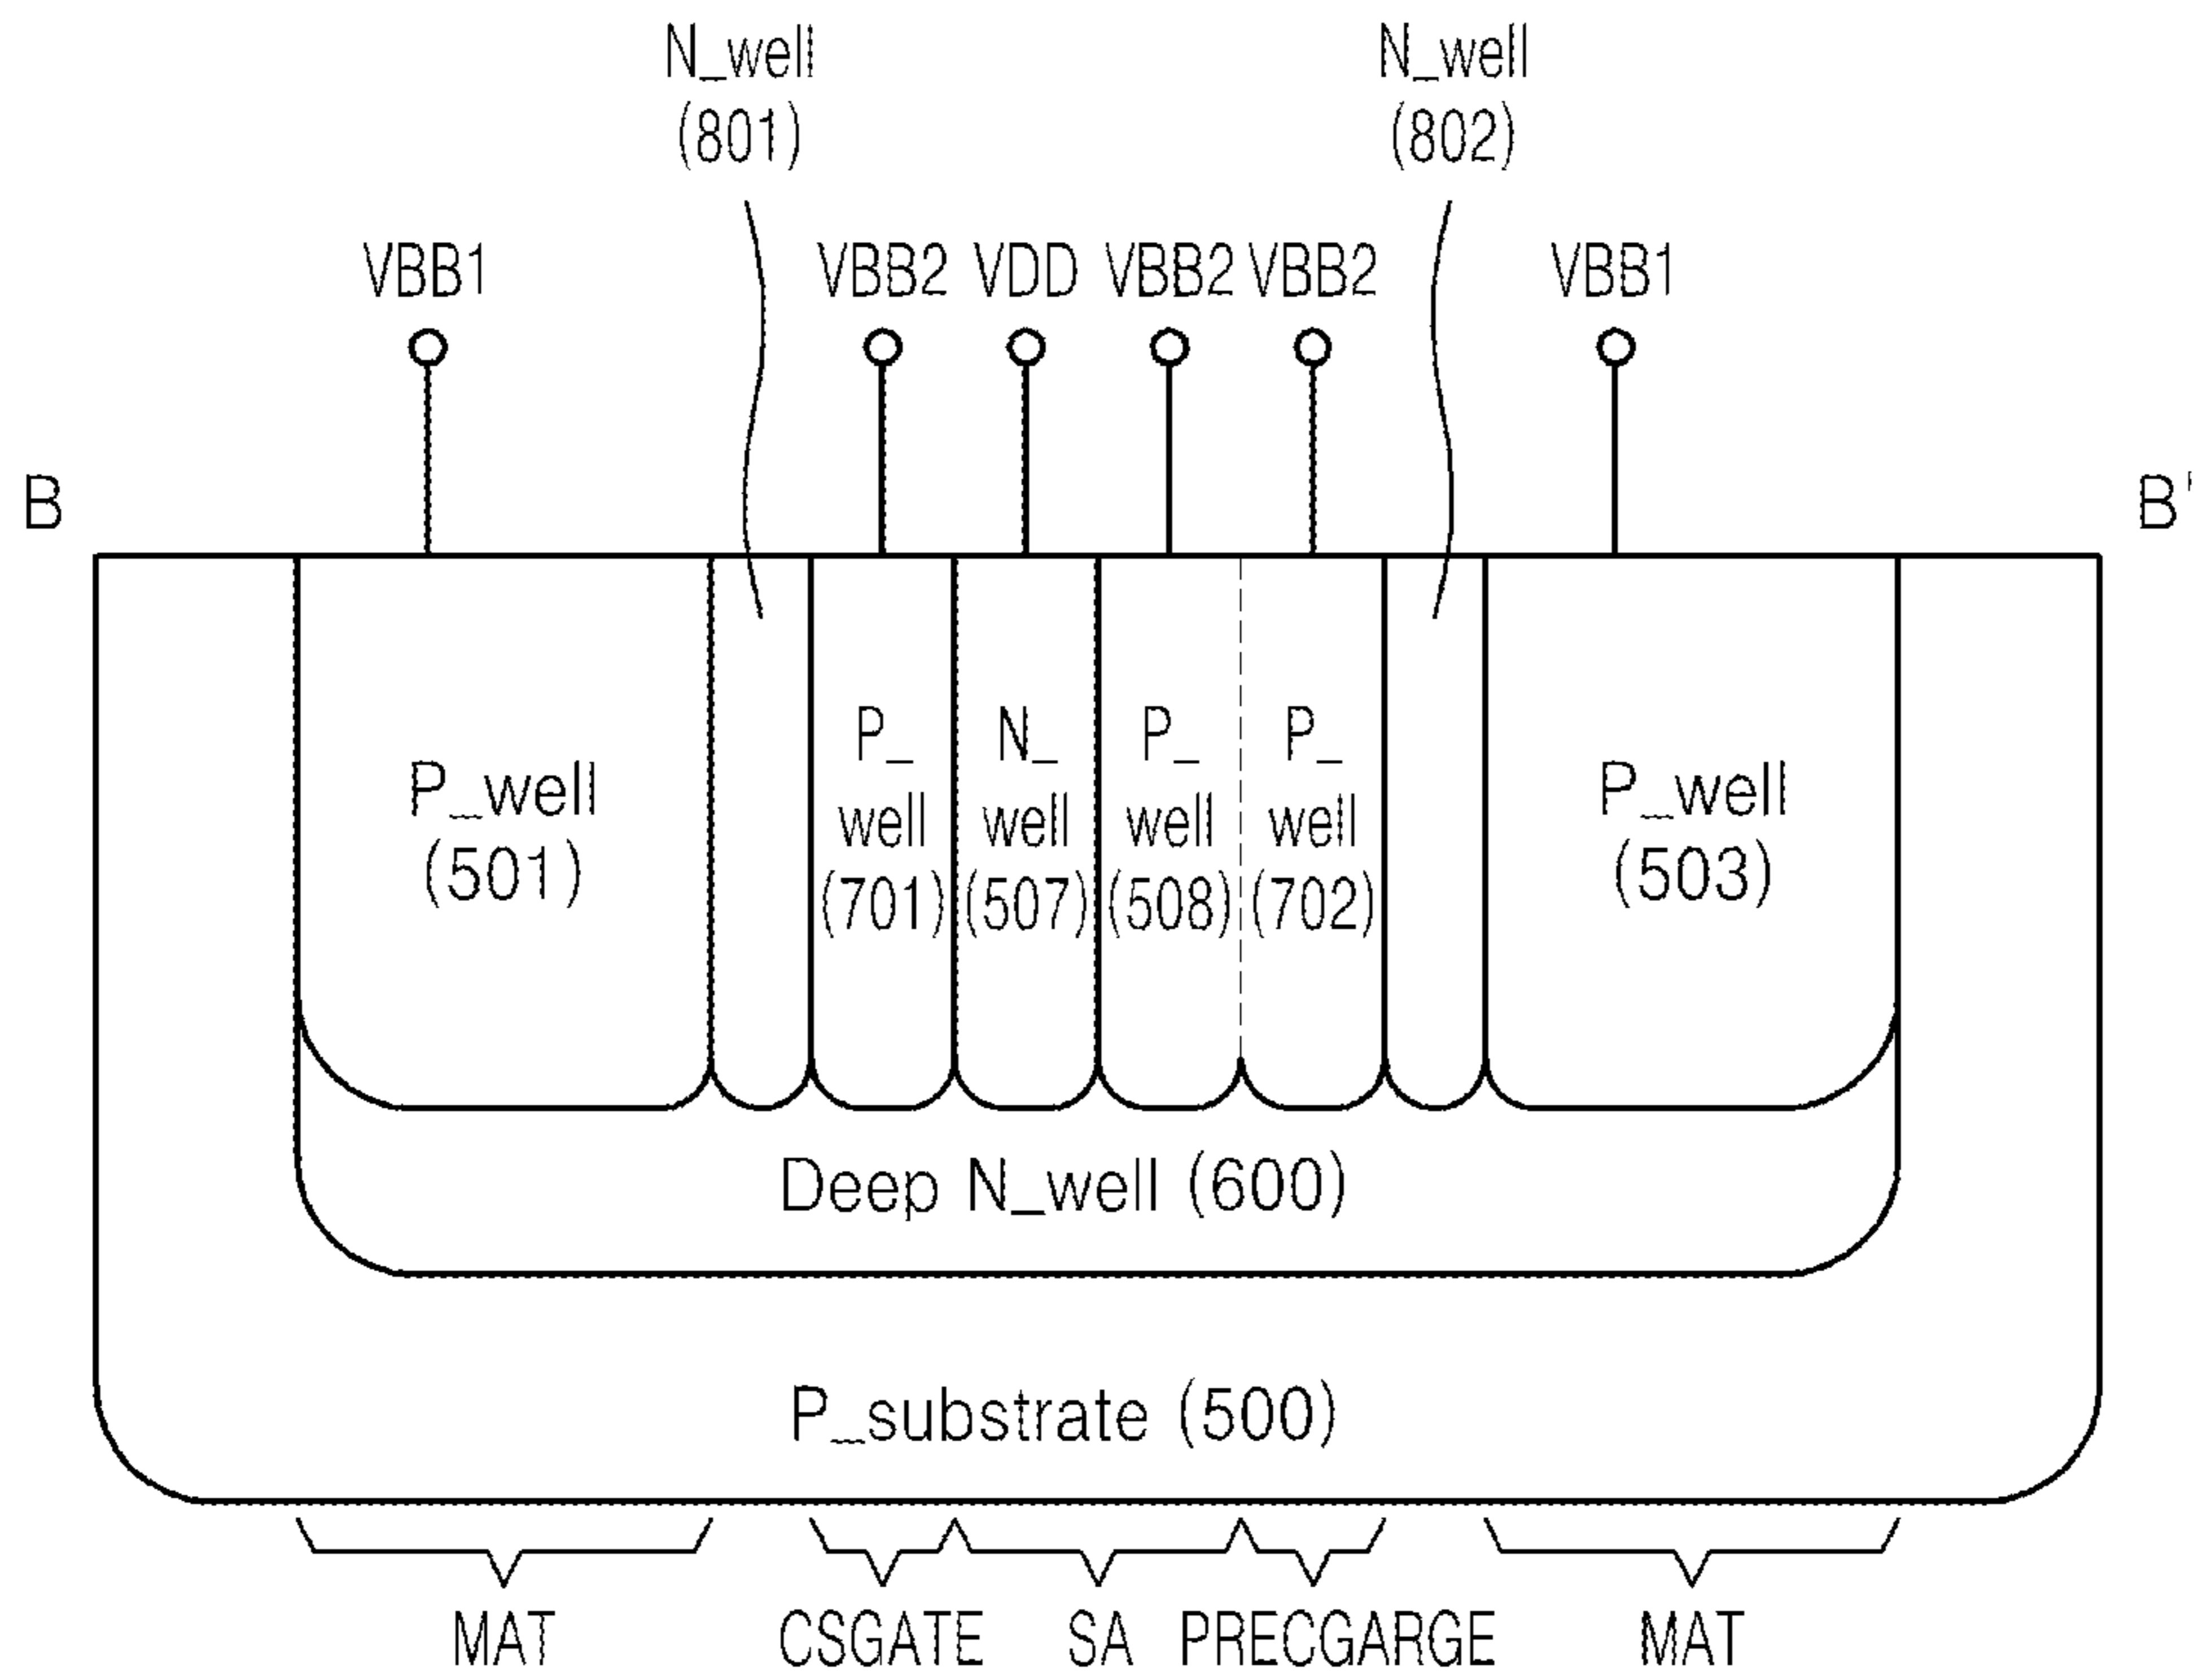 N_well N_well
(801) (802)
VBB1 VBB2 VDD VBB2 VBB2 VBB1
B B'
P_well (501)
P_ well (701)
N_ well (507)
P_ well (508)
P_ well (702)
P_well (503)
Deep N_well (600)
P_substrate (500)
MAT CSGATE SA PRECGARGE MAT